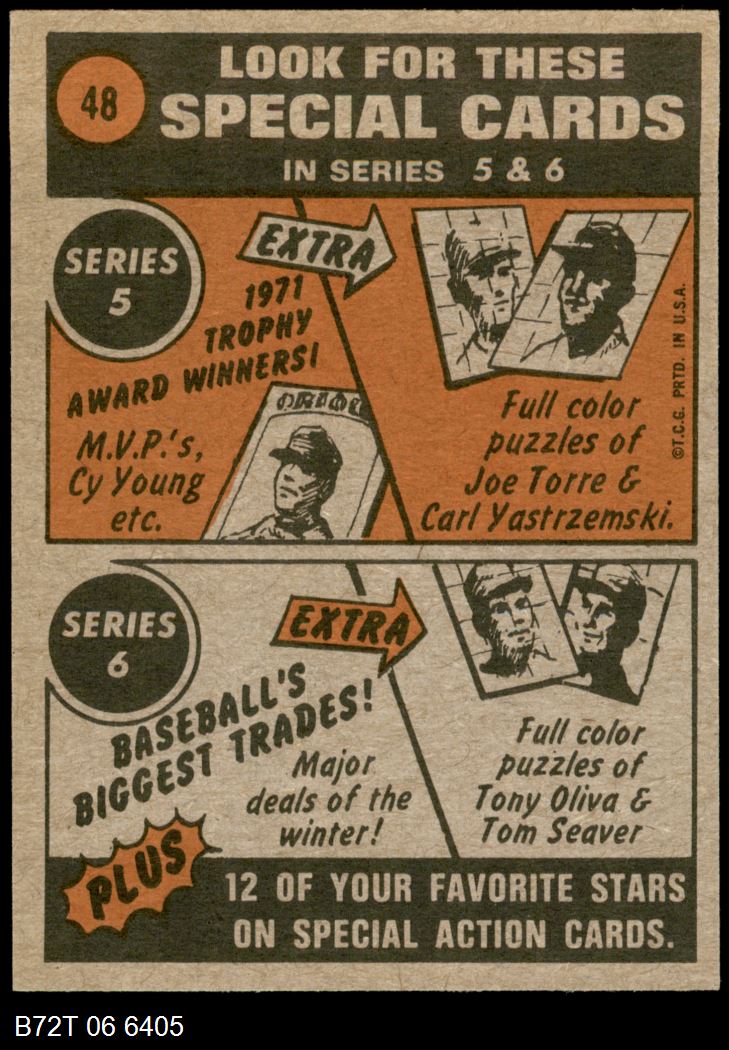 48
LOOK FOR THESE
SPECIAL CARDS
IN SERIES 5 & 6
SERIES
5
EXTRA
1971
TROPHY
AWARD WINNERS!
M.V.P.'s,
Cy Young
etc.
Full color
puzzles of
Joe Torre &
Carl Yastrzemski.
©T.C.G. PRTD. IN U.S.A.
SERIES
6
EXTRA
BASEBALL'S
BIGGEST TRADES!
Major
deals of the
winter!
Full color
puzzles of
Tony Oliva &
Tom Seaver
PLUS
12 OF YOUR FAVORITE STARS
ON SPECIAL ACTION CARDS.
B72T 06 6405